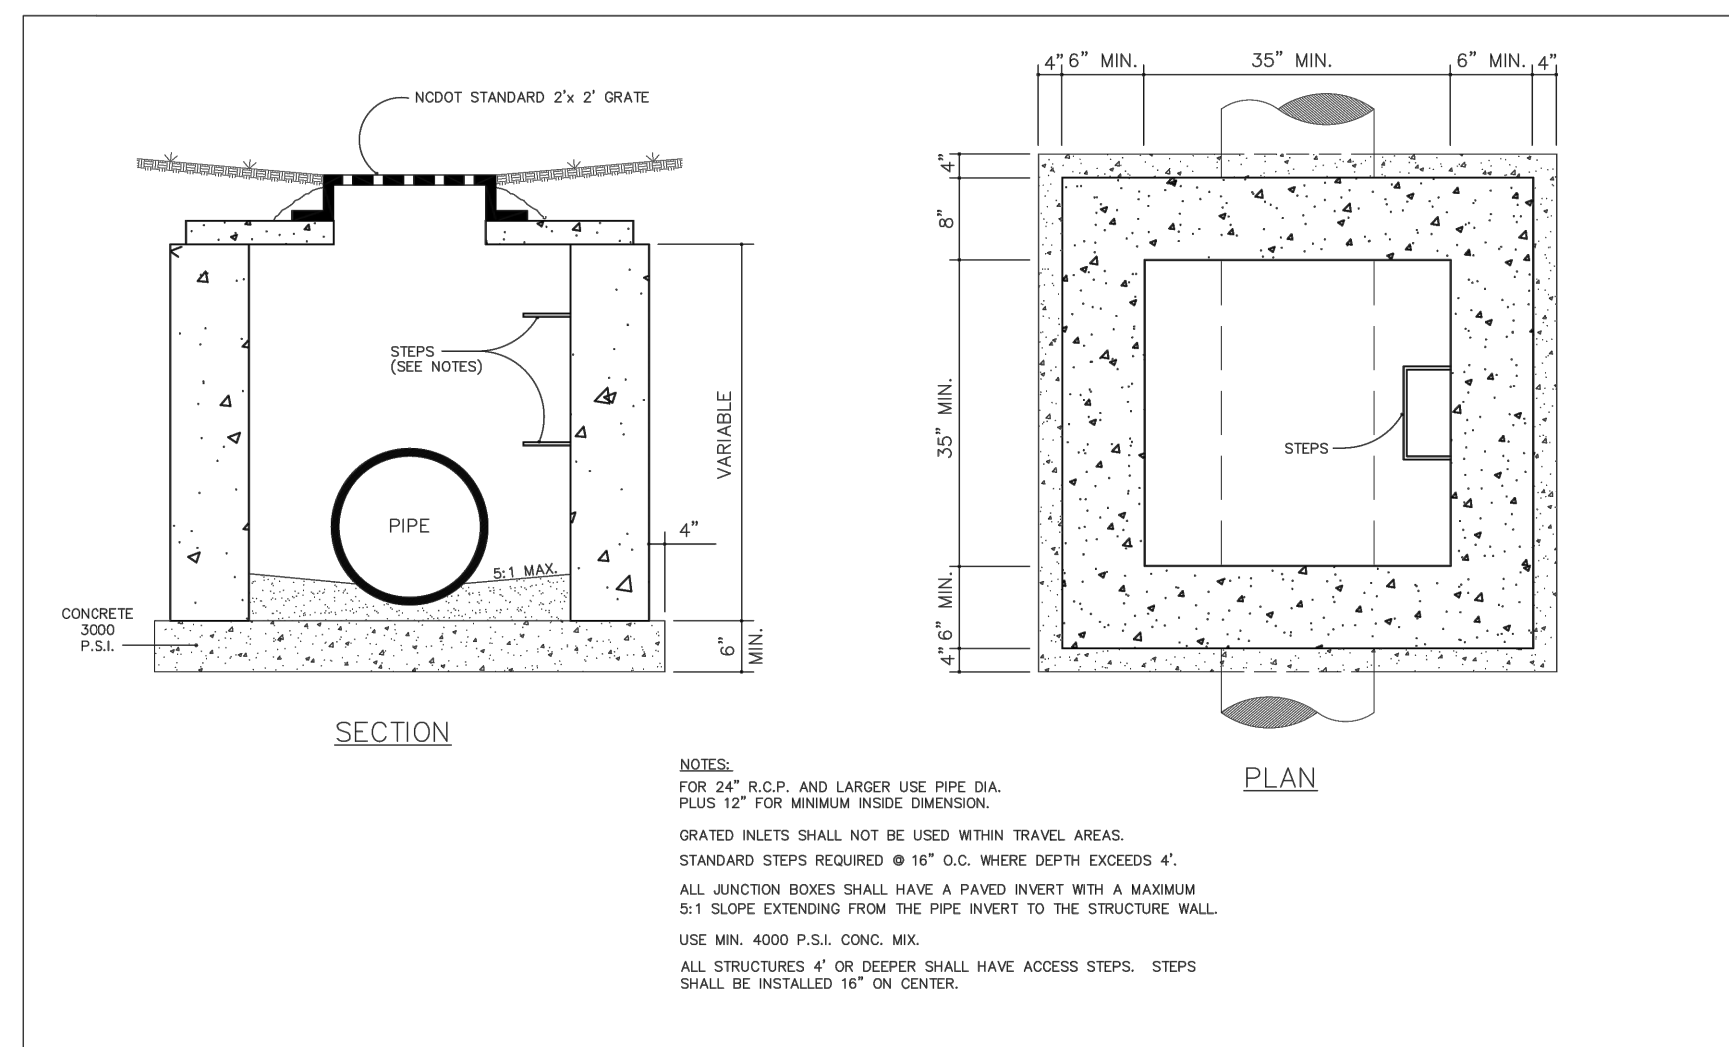 NCDOT STANDARD 2'x 2' GRATE
STEPS
(SEE NOTES)
VARIABLE
PIPE
4"
5:1 MAX.
CONCRETE
3000
P.S.I.
6"
MIN.
SECTION
4" 6" MIN. 35" MIN. 6" MIN. 4"
4"
8"
35" MIN.
6" MIN.
4"
STEPS
PLAN
NOTES:
FOR 24" R.C.P. AND LARGER USE PIPE DIA.
PLUS 12" FOR MINIMUM INSIDE DIMENSION.
GRATED INLETS SHALL NOT BE USED WITHIN TRAVEL AREAS.
STANDARD STEPS REQUIRED @ 16" O.C. WHERE DEPTH EXCEEDS 4'.
ALL JUNCTION BOXES SHALL HAVE A PAVED INVERT WITH A MAXIMUM
5:1 SLOPE EXTENDING FROM THE PIPE INVERT TO THE STRUCTURE WALL.
USE MIN. 4000 P.S.I. CONC. MIX.
ALL STRUCTURES 4' OR DEEPER SHALL HAVE ACCESS STEPS. STEPS
SHALL BE INSTALLED 16" ON CENTER.